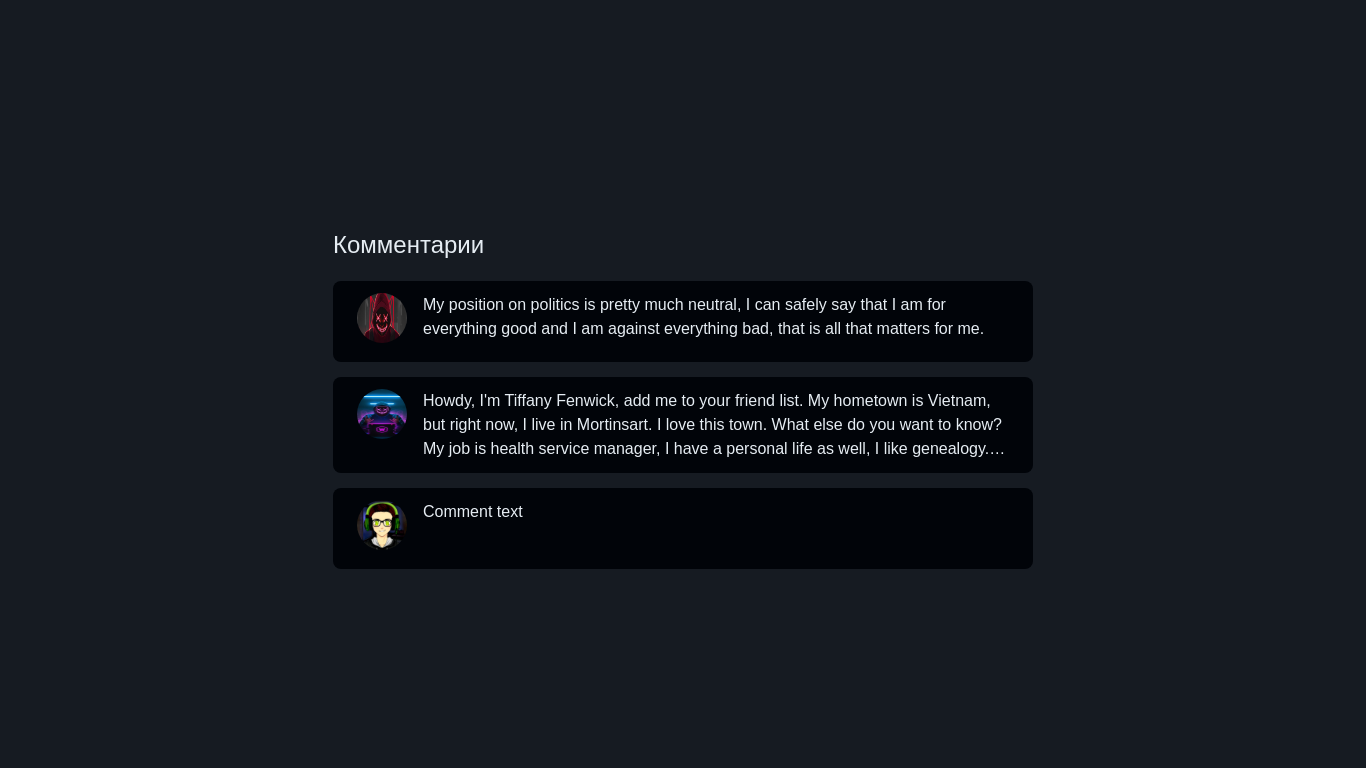 Комментарии
My position on politics is pretty much neutral, I can safely say that I am for
everything good and I am against everything bad, that is all that matters for me.
Howdy, I'm Tiffany Fenwick, add me to your friend list. My hometown is Vietnam,
but right now, I live in Mortinsart. I love this town. What else do you want to know?
My job is health service manager, I have a personal life as well, I like genealogy.…
Comment text